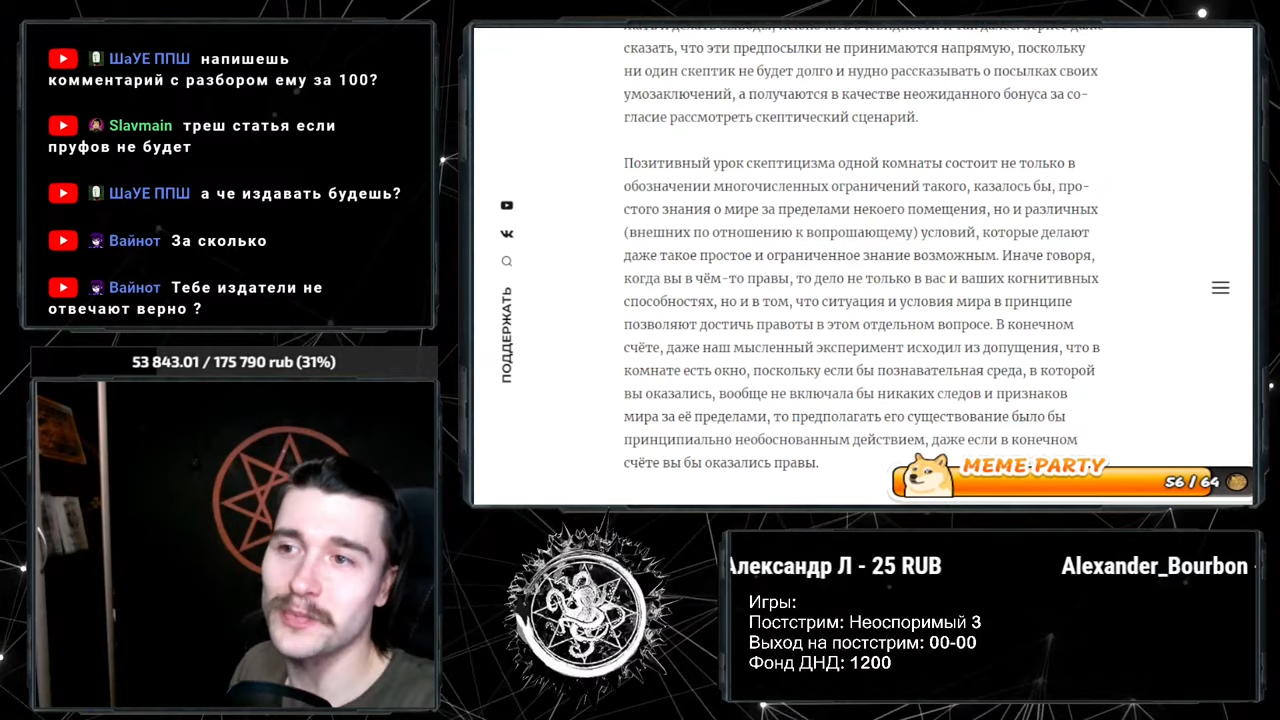 ШаУЕ ППШ напишешь
комментарий с разбором ему за 100?
Slavmain треш статья если
пруфов не будет
ШаУЕ ППШ а че издавать будешь?
Вайнот За сколько
Вайнот Тебе издатели не
отвечают верно ?
53 843.01 / 175 790 rub (31%)
ПОДДЕРЖАТЬ
сказать, что эти предпосылки не принимаются напрямую, поскольку
ни один скептик не будет долго и нудно рассказывать о посылках своих
умозаключений, а получаются в качестве неожиданного бонуса за со-
гласие рассмотреть скептический сценарий.
Позитивный урок скептицизма одной комнаты состоит не только в
обозначении многочисленных ограничений такого, казалось бы, про-
стого знания о мире за пределами некоего помещения, но и различных
(внешних по отношению к вопрошающему) условий, которые делают
даже такое простое и ограниченное знание возможным. Иначе говоря,
когда вы в чём-то правы, то дело не только в вас и ваших когнитивных
способностях, но и в том, что ситуация и условия мира в принципе
позволяют достичь правоты в этом отдельном вопросе. В конечном
счёте, даже наш мысленный эксперимент исходил из допущения, что в
комнате есть окно, поскольку если бы познавательная среда, в которой
вы оказались, вообще не включала бы никаких следов и признаков
мира за её пределами, то предполагать его существование было бы
принципиально необоснованным действием, даже если в конечном
счёте вы бы оказались правы.
MEME PARTY
56 / 64
Александр Л - 25 RUB
Alexander_Bourbon
Игры:
Постстрим: Неоспоримый 3
Выход на постстрим: 00-00
Фонд ДНД: 1200